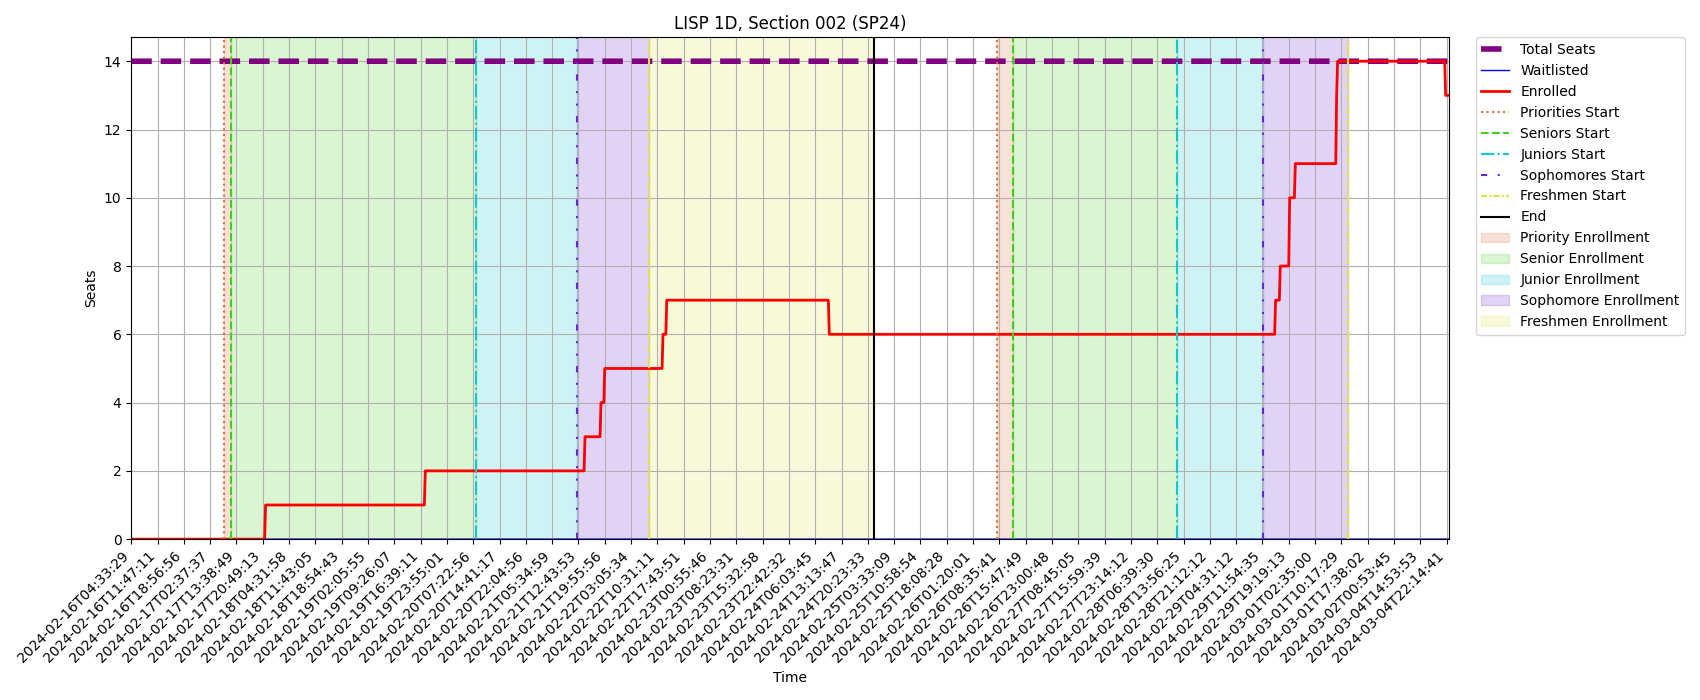 LISP 1D, Section 002 (SP24)
14
12
10
8
6
4
2
0
Seats
2024-02-16T04:33:29
2024-02-16T11:47:11
2024-02-16T18:56:56
2024-02-17T02:37:37
2024-02-17T13:38:49
2024-02-17T20:49:13
2024-02-18T04:31:58
2024-02-18T11:43:05
2024-02-18T18:54:43
2024-02-19T02:05:55
2024-02-19T09:26:07
2024-02-19T16:39:11
2024-02-19T23:55:01
2024-02-20T07:22:56
2024-02-20T14:41:17
2024-02-20T22:04:56
2024-02-21T05:34:59
2024-02-21T12:43:53
2024-02-21T19:55:56
2024-02-22T03:05:34
2024-02-22T10:31:11
2024-02-22T17:43:51
2024-02-23T00:55:46
2024-02-23T08:23:31
2024-02-23T15:32:58
2024-02-23T22:42:32
2024-02-24T06:03:45
2024-02-24T13:13:47
2024-02-24T20:23:33
2024-02-25T03:33:09
2024-02-25T10:58:54
2024-02-25T18:08:28
2024-02-26T01:20:01
2024-02-26T08:35:41
2024-02-26T15:47:49
2024-02-26T23:00:48
2024-02-27T08:45:05
2024-02-27T15:59:39
2024-02-27T23:14:12
2024-02-28T06:39:30
2024-02-28T13:56:25
2024-02-28T21:12:12
2024-02-29T04:31:12
2024-02-29T11:54:35
2024-02-29T19:19:13
2024-03-01T02:35:00
2024-03-01T10:17:29
2024-03-01T17:38:02
2024-03-02T00:53:45
2024-03-04T14:53:53
2024-03-04T22:14:41
Time
Total Seats
Waitlisted
Enrolled
Priorities Start
Seniors Start
Juniors Start
Sophomores Start
Freshmen Start
End
Priority Enrollment
Senior Enrollment
Junior Enrollment
Sophomore Enrollment
Freshmen Enrollment